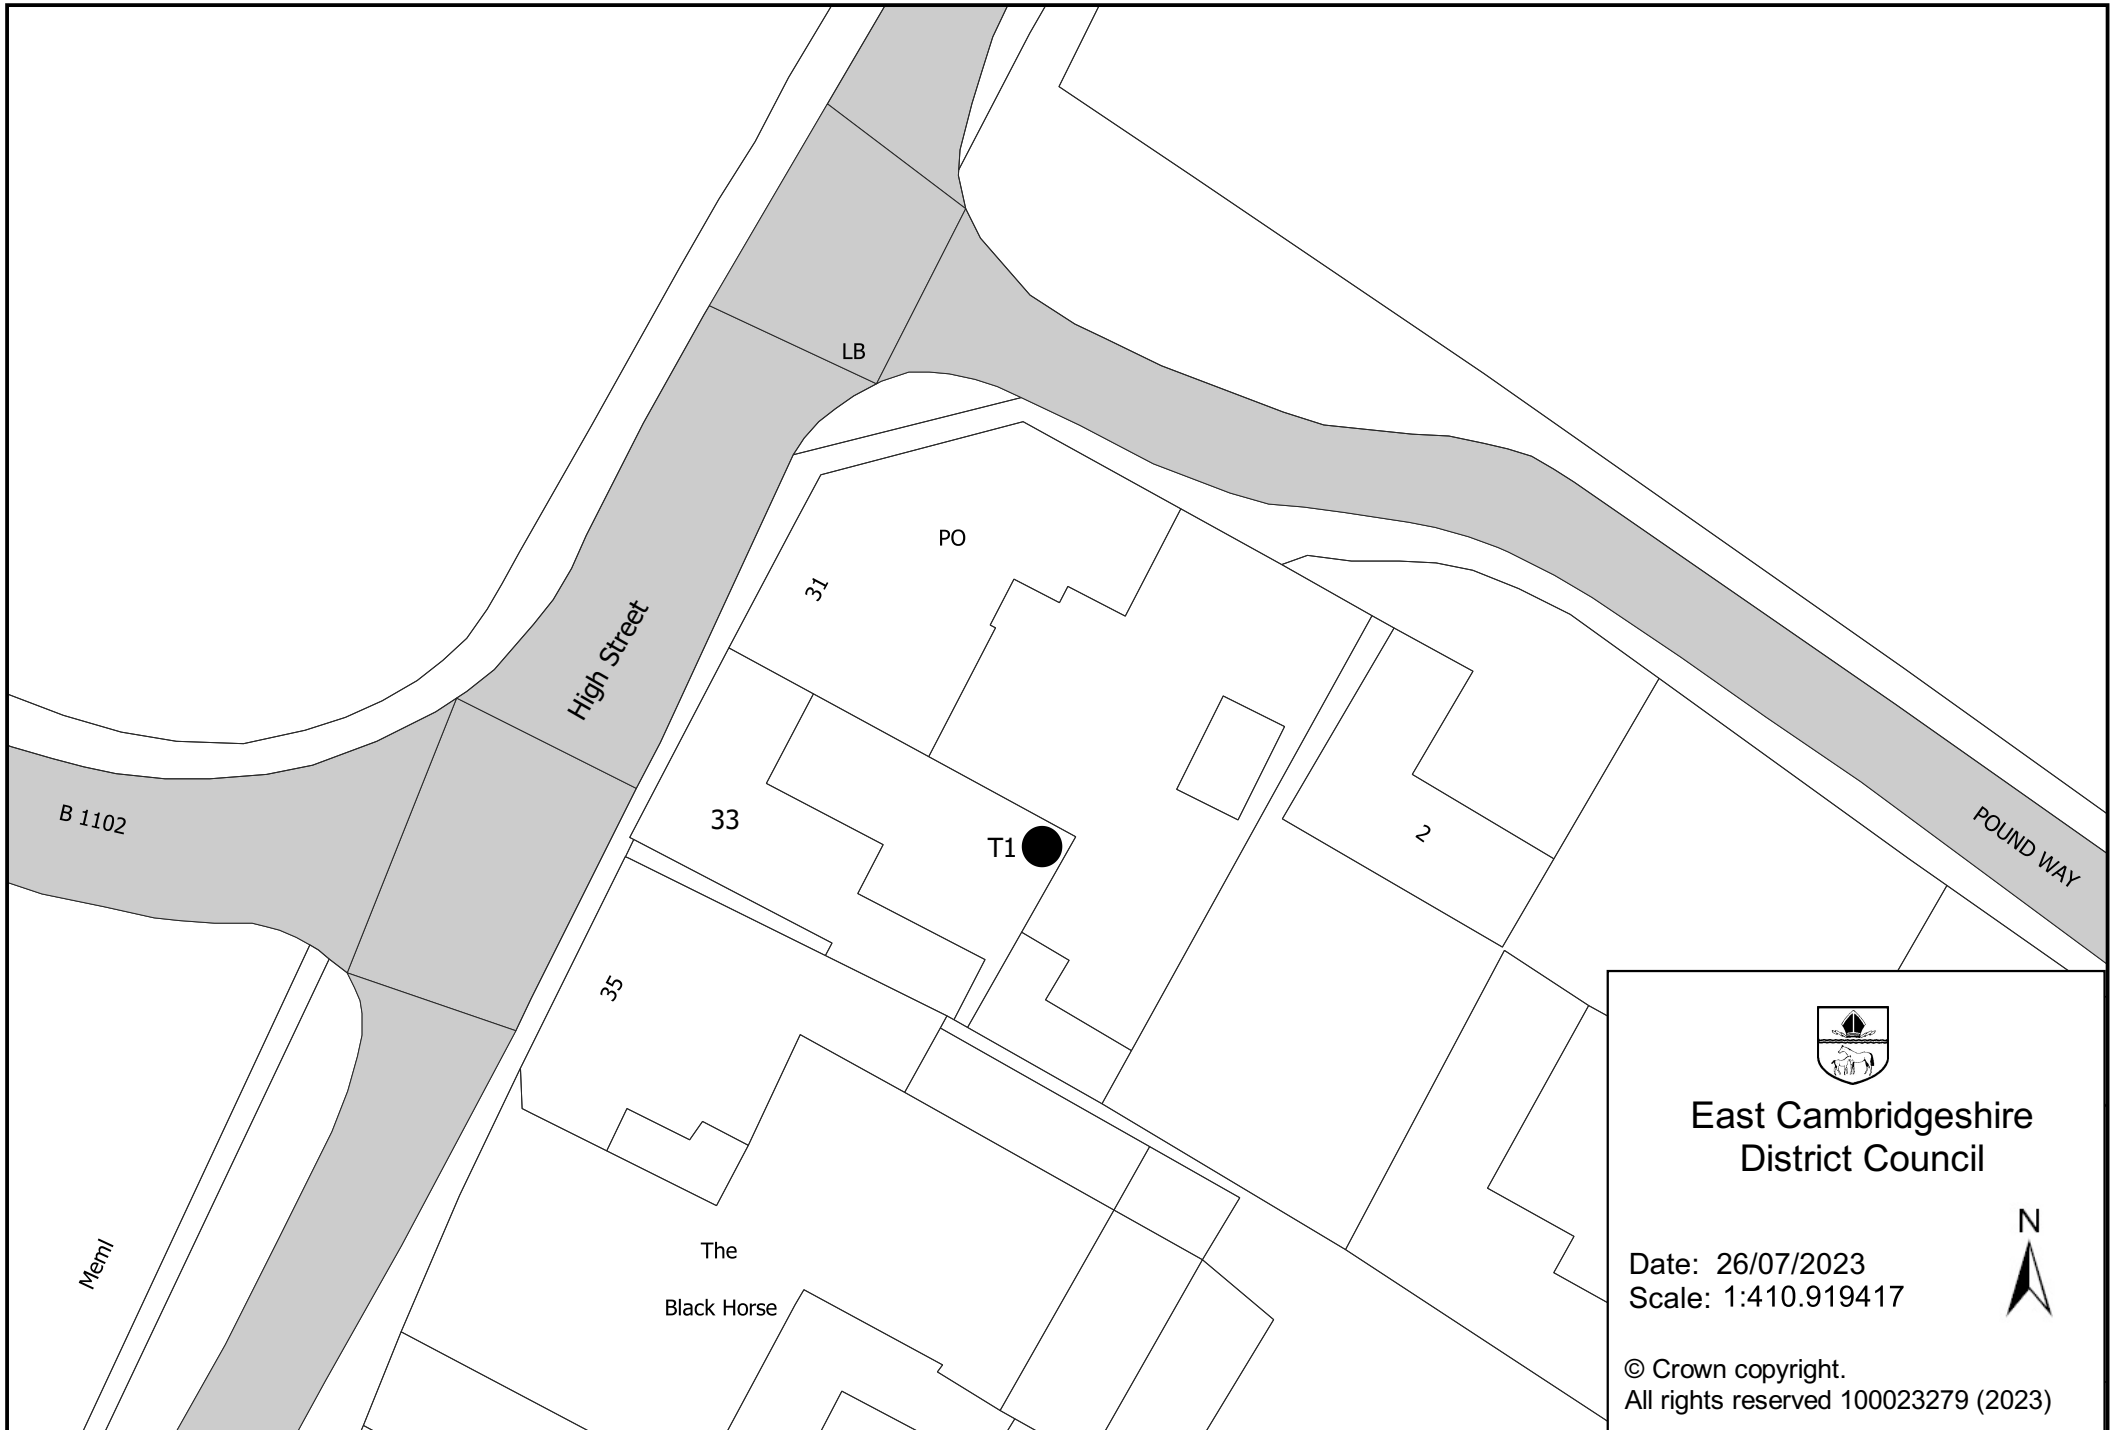 LB
PO
31
High Street
B 1102
33
T1
2
POUND WAY
35
Meml
The
Black Horse
East Cambridgeshire
District Council
N
Date: 26/07/2023
Scale: 1:410.919417
© Crown copyright.
All rights reserved 100023279 (2023)